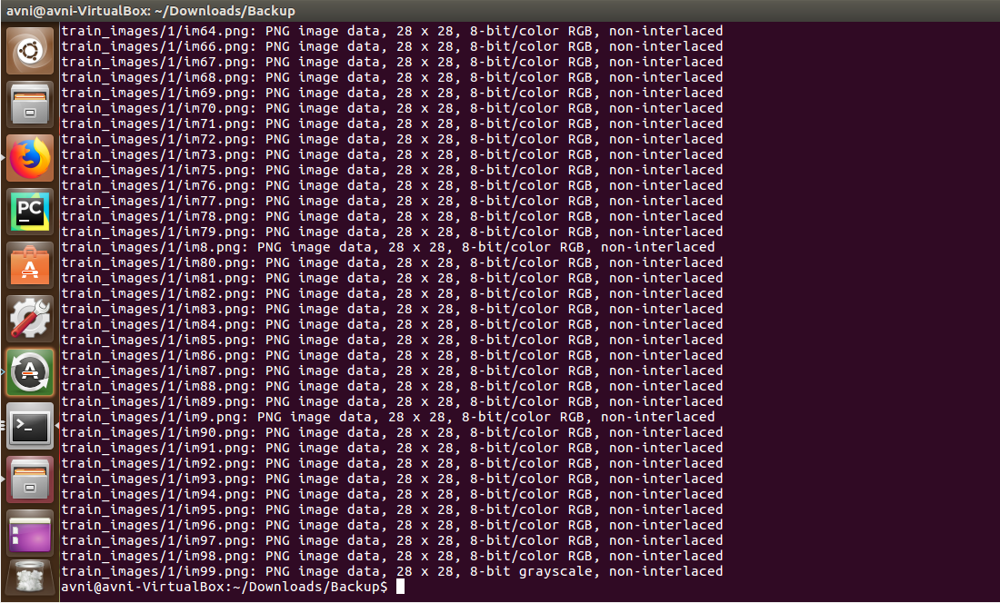 avni@avni-VirtualBox: ~/Downloads/Backup
train_images/1/im64.png: PNG image data, 28 x 28, 8-bit/color RGB, non-interlaced
train_images/1/im66.png: PNG image data, 28 x 28, 8-bit/color RGB, non-interlaced
train_images/1/im67.png: PNG image data, 28 x 28, 8-bit/color RGB, non-interlaced
train_images/1/im68.png: PNG image data, 28 x 28, 8-bit/color RGB, non-interlaced
train_images/1/im69.png: PNG image data, 28 x 28, 8-bit/color RGB, non-interlaced
train_images/1/im70.png: PNG image data, 28 x 28, 8-bit/color RGB, non-interlaced
train_images/1/im71.png: PNG image data, 28 x 28, 8-bit/color RGB, non-interlaced
train_images/1/im72.png: PNG image data, 28 x 28, 8-bit/color RGB, non-interlaced
train_images/1/im73.png: PNG image data, 28 x 28, 8-bit/color RGB, non-interlaced
train_images/1/im75.png: PNG image data, 28 x 28, 8-bit/color RGB, non-interlaced
train_images/1/im76.png: PNG image data, 28 x 28, 8-bit/color RGB, non-interlaced
train_images/1/im77.png: PNG image data, 28 x 28, 8-bit/color RGB, non-interlaced
train_images/1/im78.png: PNG image data, 28 x 28, 8-bit/color RGB, non-interlaced
train_images/1/im79.png: PNG image data, 28 x 28, 8-bit/color RGB, non-interlaced
train_images/1/im8.png: PNG image data, 28 x 28, 8-bit/color RGB, non-interlaced
train_images/1/im80.png: PNG image data, 28 x 28, 8-bit/color RGB, non-interlaced
train_images/1/im81.png: PNG image data, 28 x 28, 8-bit/color RGB, non-interlaced
train_images/1/im82.png: PNG image data, 28 x 28, 8-bit/color RGB, non-interlaced
train_images/1/im83.png: PNG image data, 28 x 28, 8-bit/color RGB, non-interlaced
train_images/1/im84.png: PNG image data, 28 x 28, 8-bit/color RGB, non-interlaced
train_images/1/im85.png: PNG image data, 28 x 28, 8-bit/color RGB, non-interlaced
train_images/1/im86.png: PNG image data, 28 x 28, 8-bit/color RGB, non-interlaced
train_images/1/im87.png: PNG image data, 28 x 28, 8-bit/color RGB, non-interlaced
train_images/1/im88.png: PNG image data, 28 x 28, 8-bit/color RGB, non-interlaced
train_images/1/im89.png: PNG image data, 28 x 28, 8-bit/color RGB, non-interlaced
train_images/1/im9.png: PNG image data, 28 x 28, 8-bit/color RGB, non-interlaced
train_images/1/im90.png: PNG image data, 28 x 28, 8-bit/color RGB, non-interlaced
train_images/1/im91.png: PNG image data, 28 x 28, 8-bit/color RGB, non-interlaced
train_images/1/im92.png: PNG image data, 28 x 28, 8-bit/color RGB, non-interlaced
train_images/1/im93.png: PNG image data, 28 x 28, 8-bit/color RGB, non-interlaced
train_images/1/im94.png: PNG image data, 28 x 28, 8-bit/color RGB, non-interlaced
train_images/1/im95.png: PNG image data, 28 x 28, 8-bit/color RGB, non-interlaced
train_images/1/im96.png: PNG image data, 28 x 28, 8-bit/color RGB, non-interlaced
train_images/1/im97.png: PNG image data, 28 x 28, 8-bit/color RGB, non-interlaced
train_images/1/im98.png: PNG image data, 28 x 28, 8-bit/color RGB, non-interlaced
train_images/1/im99.png: PNG image data, 28 x 28, 8-bit grayscale, non-interlaced
avni@avni-VirtualBox:~/Downloads/Backup$
PC